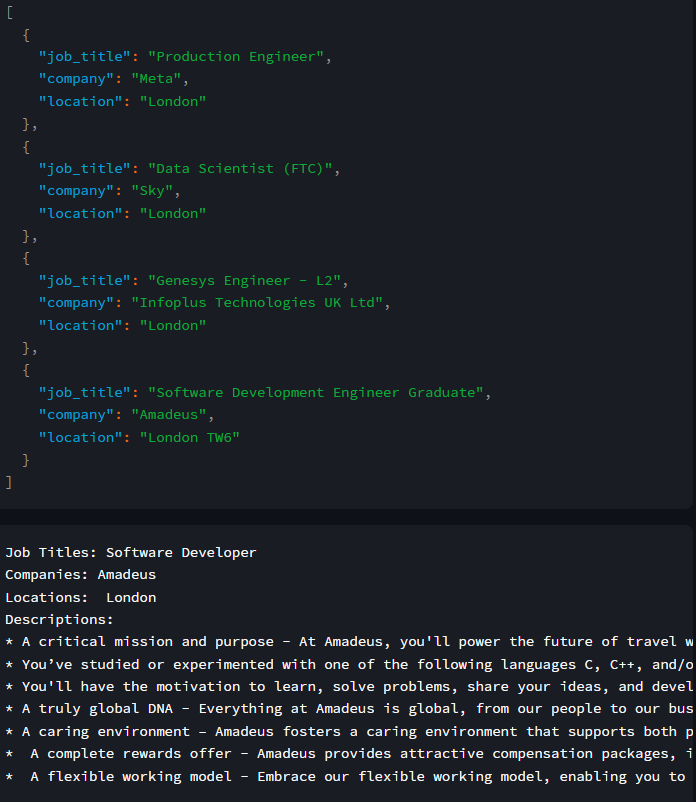 [
{
"job_title": "Production Engineer",
"company": "Meta",
"location": "London"
},
{
"job_title": "Data Scientist (FTC)",
"company": "Sky",
"location": "London"
},
{
"job_title": "Genesys Engineer – L2",
"company": "Infoplus Technologies UK Ltd",
"location": "London"
},
{
"job_title": "Software Development Engineer Graduate",
"company": "Amadeus",
"location": "London TW6"
}
]
Job Titles: Software Developer
Companies: Amadeus
Locations:  London
Descriptions:
* A critical mission and purpose – At Amadeus, you'll power the future of travel w
* You’ve studied or experimented with one of the following languages C, C++, and/o
* You'll have the motivation to learn, solve problems, share your ideas, and devel
* A truly global DNA – Everything at Amadeus is global, from our people to our bus
* A caring environment – Amadeus fosters a caring environment that supports both p
*  A complete rewards offer – Amadeus provides attractive compensation packages, i
*  A flexible working model – Embrace our flexible working model, enabling you to